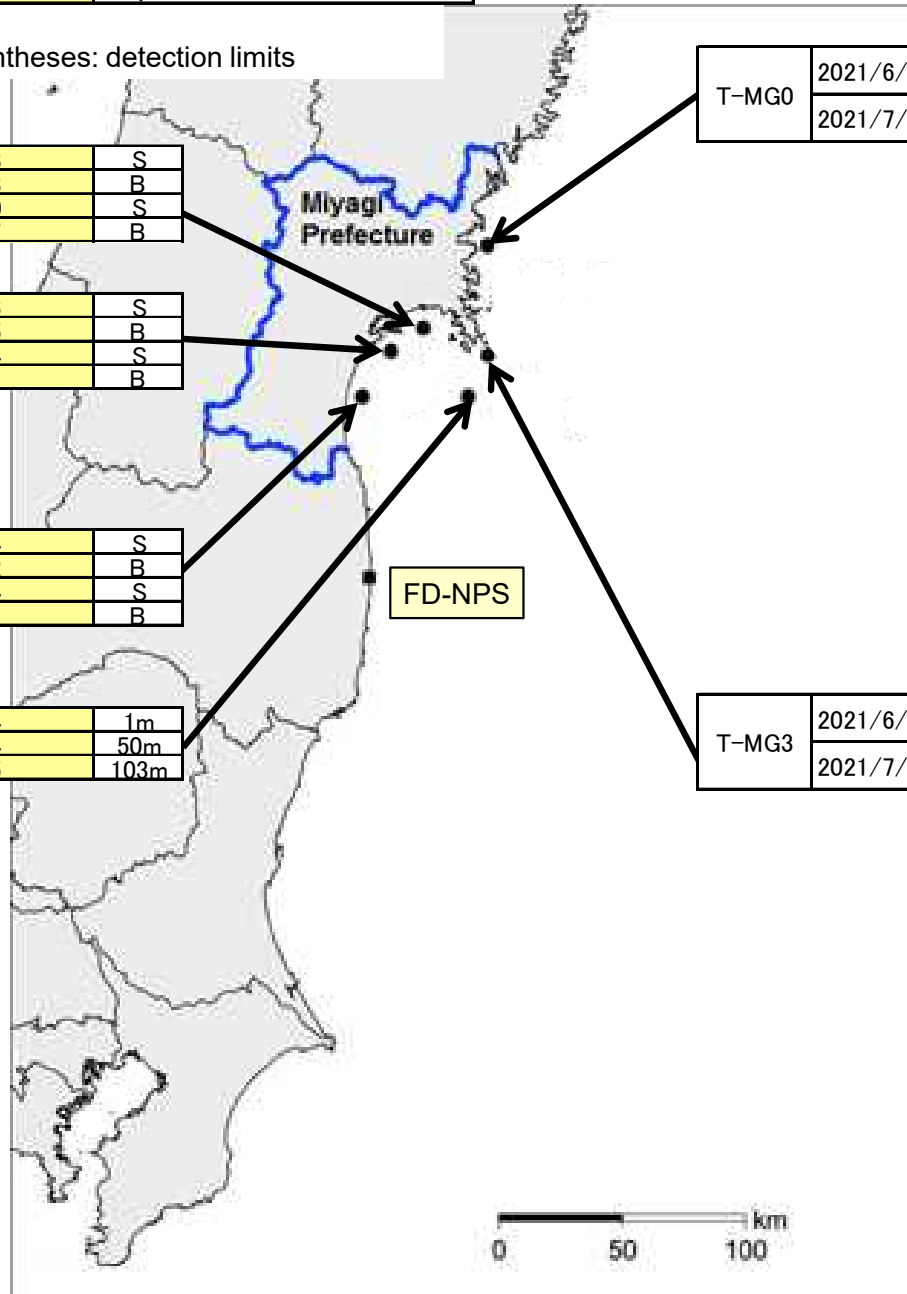 ntheses: detection limits
T-MG0
2021/6/
2021/7/
S
B
S
B
Miyagi
Prefecture
S
B
S
B
S
B
S
B
FD-NPS
1m
50m
103m
T-MG3
2021/6/
2021/7/
km
0 50 100